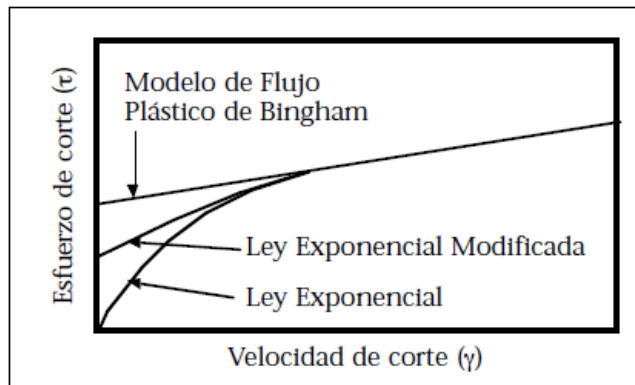 Modelo de Flujo
Plástico de Bingham
Esfuerzo de corte (τ)
Ley Exponencial Modificada
Ley Exponencial
Velocidad de corte (γ)